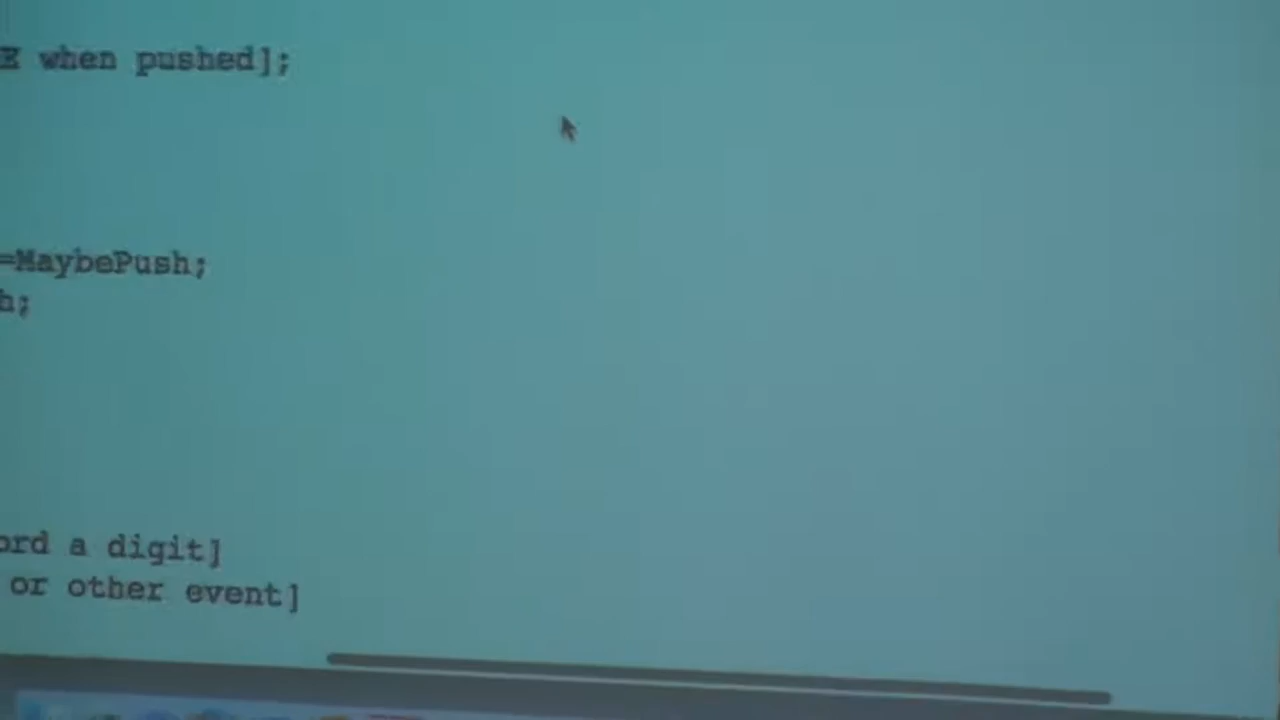 E when pushed];
=MaybePush;
h;
ord a digit]
or other event]